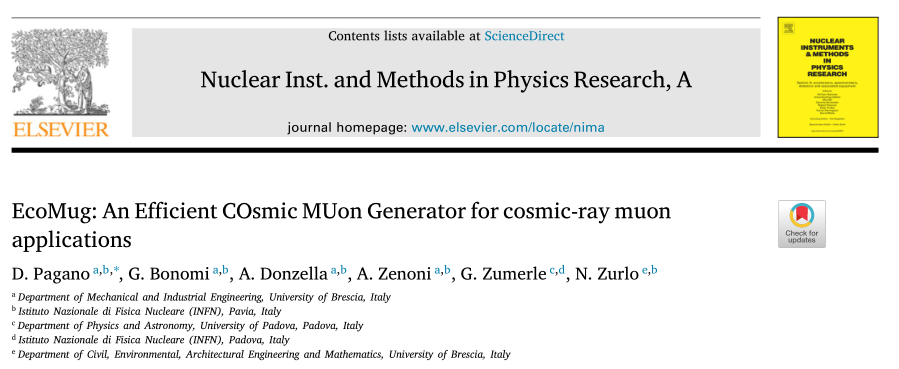 Contents lists available at ScienceDirect
Nuclear Inst. and Methods in Physics Research, A
journal homepage: www.elsevier.com/locate/nima
ELSEVIER
NUCLEAR
INSTRUMENTS
& METHODS
IN
PHYSICS
RESEARCH
EcoMug: An Efficient COsmic MUon Generator for cosmic-ray muon
applications
Check for
updates
D. Pagano a,b,*, G. Bonomi a,b, A. Donzella a,b, A. Zenoni a,b, G. Zumerle c,d, N. Zurlo e,b
a Department of Mechanical and Industrial Engineering, University of Brescia, Italy
b Istituto Nazionale di Fisica Nucleare (INFN), Pavia, Italy
c Department of Physics and Astronomy, University of Padova, Padova, Italy
d Istituto Nazionale di Fisica Nucleare (INFN), Padova, Italy
e Department of Civil, Environmental, Architectural Engineering and Mathematics, University of Brescia, Italy